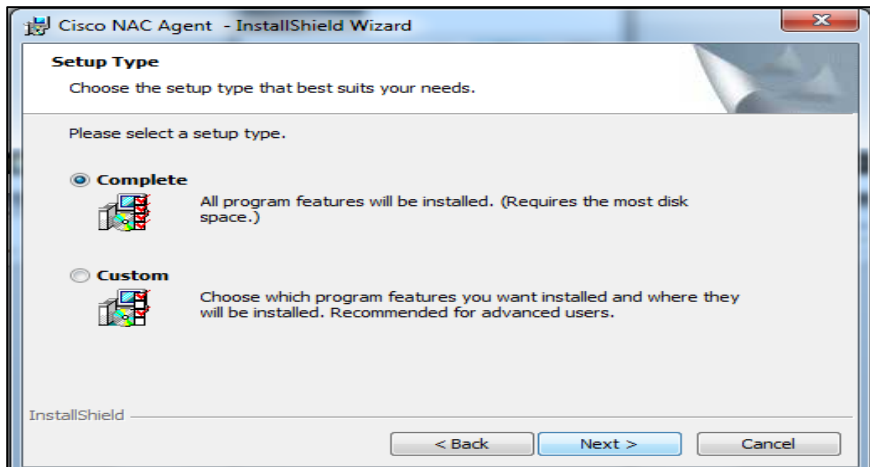 Cisco NAC Agent - InstallShield Wizard
Setup Type
Choose the setup type that best suits your needs.
Please select a setup type.
Complete
All program features will be installed. (Requires the most disk
space.)
Custom
Choose which program features you want installed and where they
will be installed. Recommended for advanced users.
InstallShield
< Back
Next >
Cancel